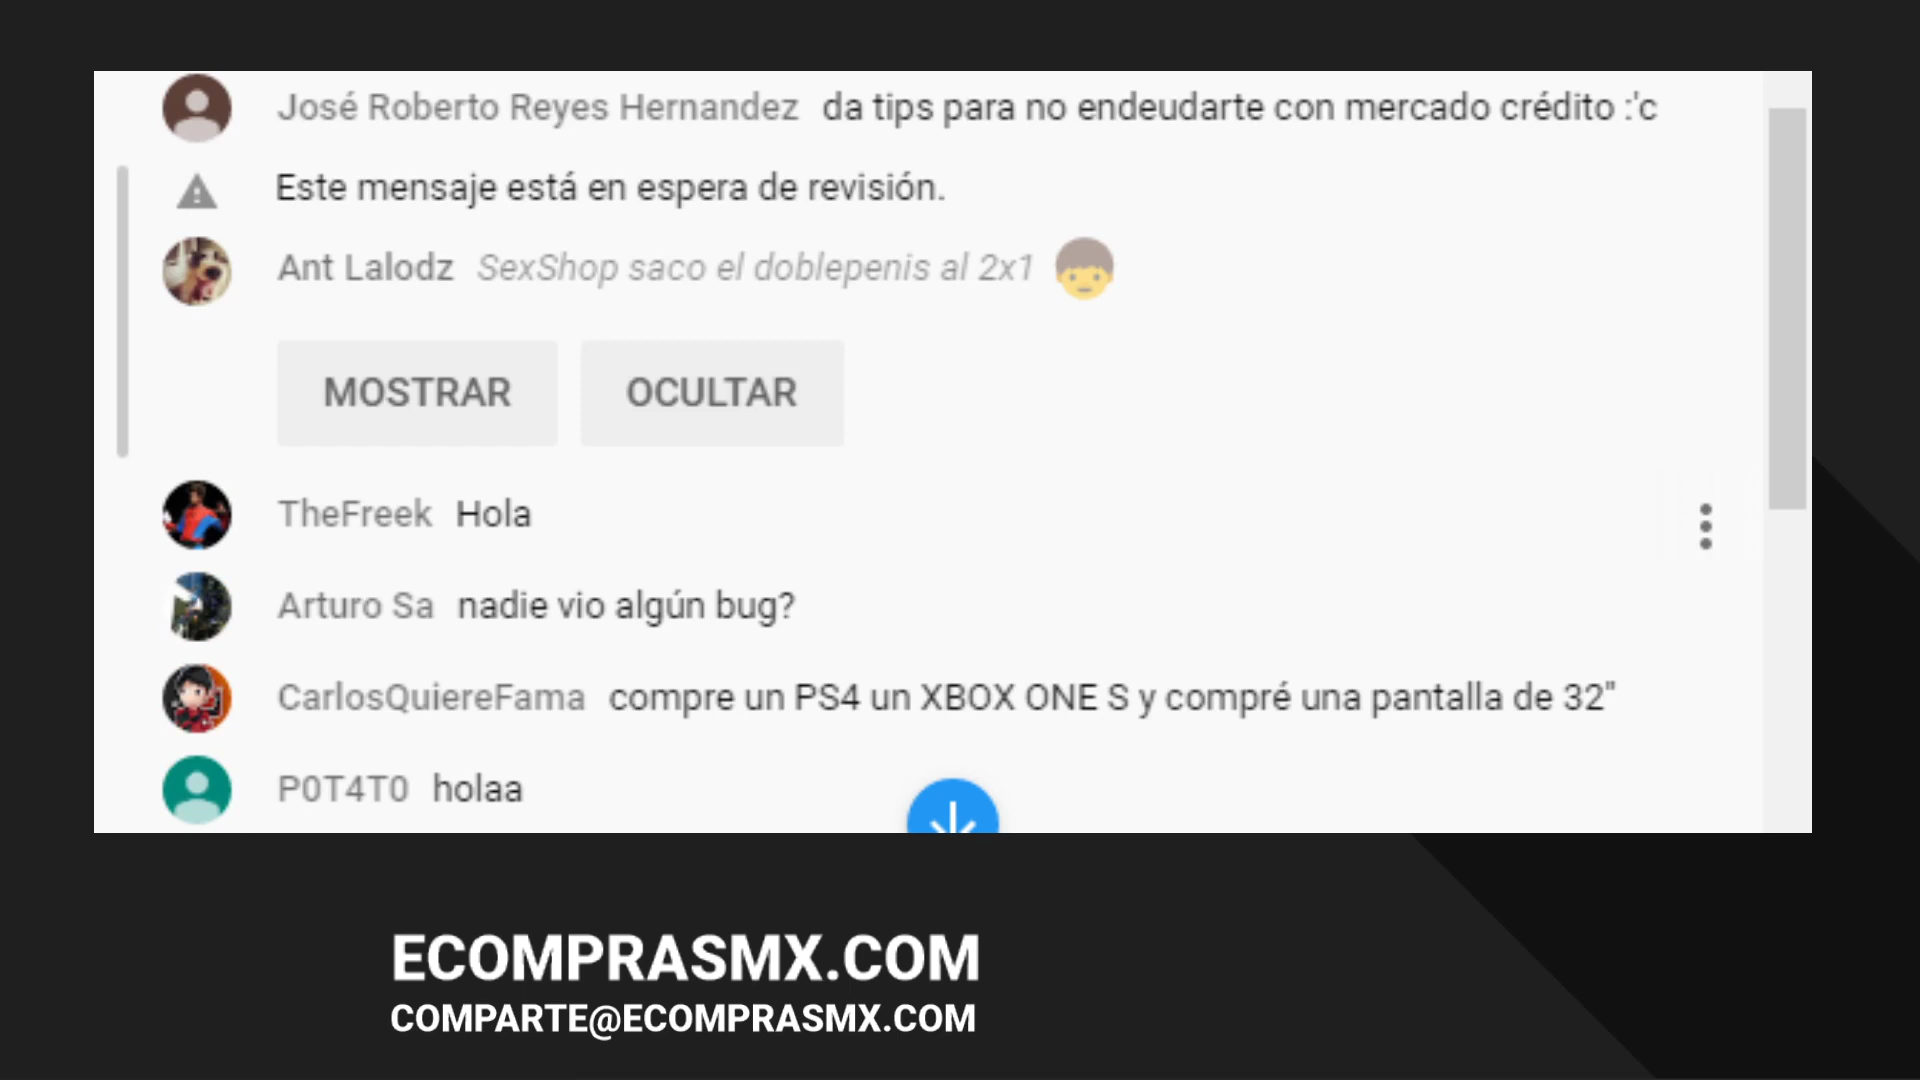 José Roberto Reyes Hernandez da tips para no endeudarte con mercado crédito :'c
Este mensaje está en espera de revisión.
Ant Lalodz SexShop saco el doblepenis al 2x1
MOSTRAR OCULTAR
TheFreek Hola
Arturo Sa nadie vio algún bug?
CarlosQuiereFama compre un PS4 un XBOX ONE S y compré una pantalla de 32"
P0T4T0 holaa
ECOMPRASMX.COM
COMPARTE@ECOMPRASMX.COM